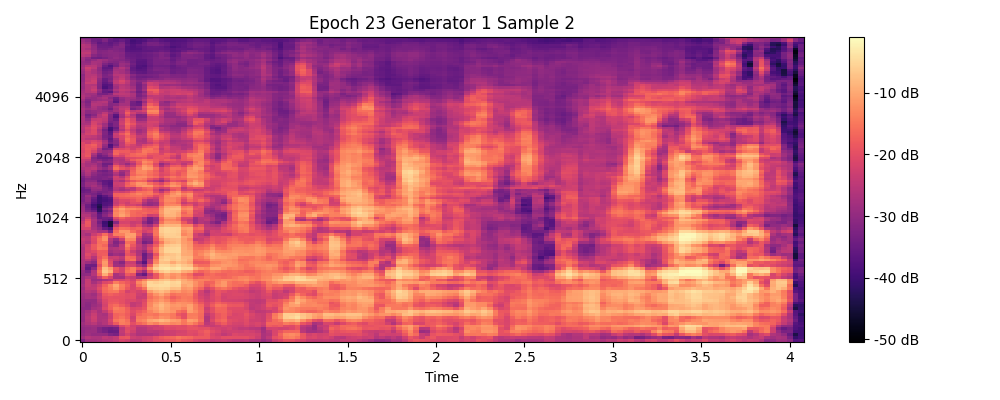 Epoch 23 Generator 1 Sample 2
Hz
4096
2048
1024
512
0
0 0.5 1 1.5 2 2.5 3 3.5 4
Time
-10 dB
-20 dB
-30 dB
-40 dB
-50 dB